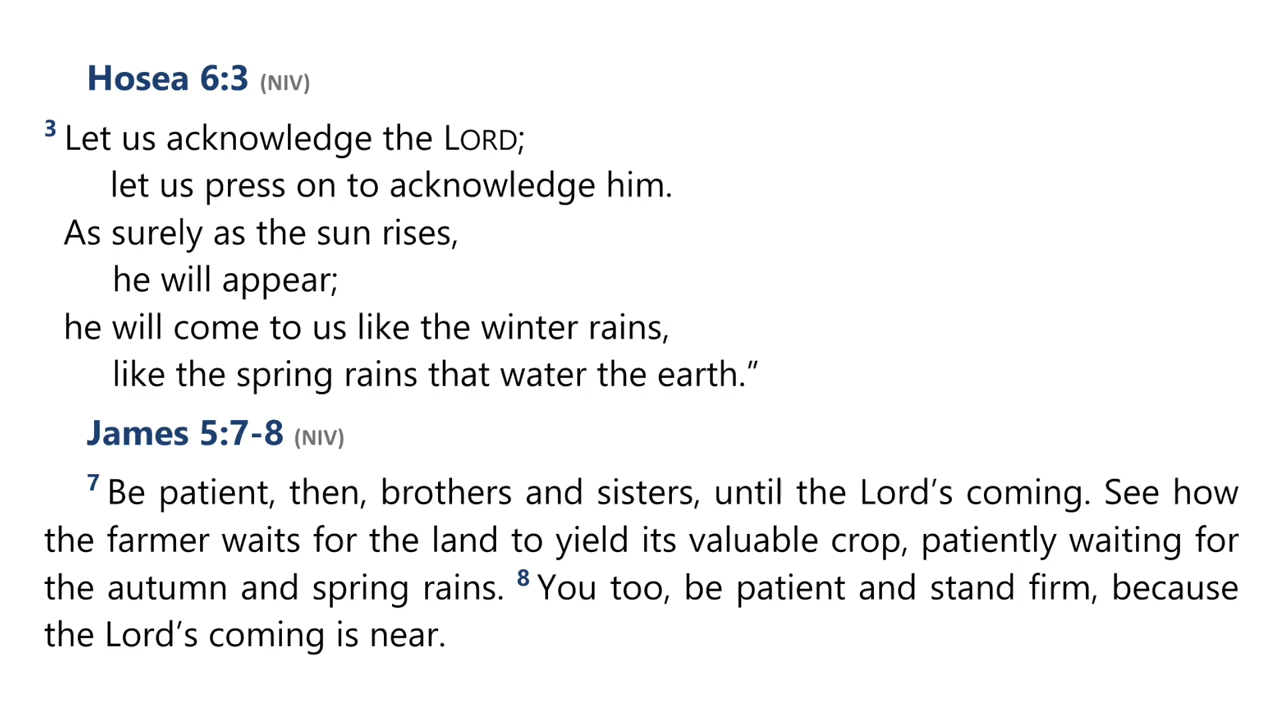 Hosea 6:3 (NIV)
3 Let us acknowledge the LORD;
let us press on to acknowledge him.
As surely as the sun rises,
he will appear;
he will come to us like the winter rains,
like the spring rains that water the earth.”
James 5:7-8 (NIV)
7 Be patient, then, brothers and sisters, until the Lord’s coming. See how
the farmer waits for the land to yield its valuable crop, patiently waiting for
the autumn and spring rains. 8 You too, be patient and stand firm, because
the Lord’s coming is near.